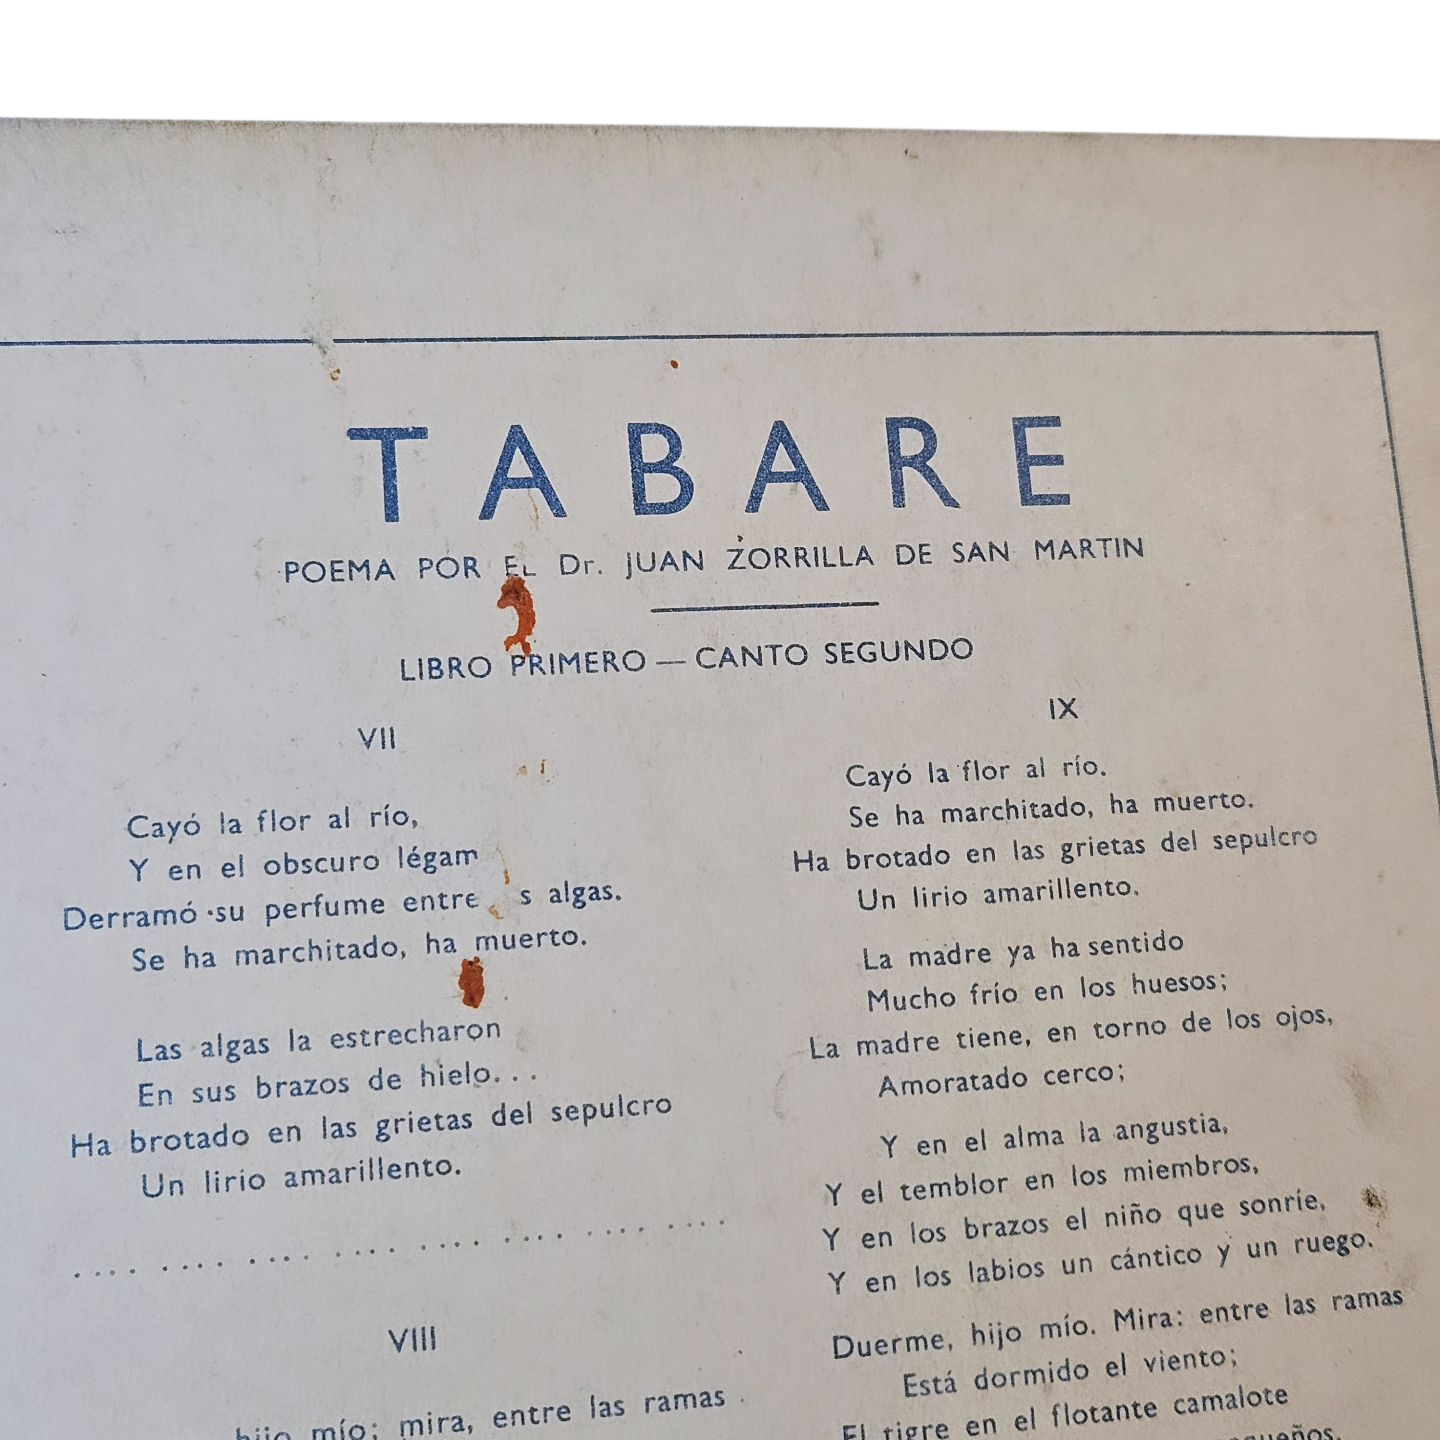 TABARE
POEMA POR EL Dr. JUAN ZORRILLA DE SAN MARTIN
LIBRO PRIMERO — CANTO SEGUNDO
VII
Cayó la flor al río,
Y en el obscuro légam
Derramó su perfume entre s algas.
Se ha marchitado, ha muerto.
Las algas la estrecharon
En sus brazos de hielo...
Ha brotado en las grietas del sepulcro
Un lirio amarillento.
.... .... .... .... .... .... .... ....
VIII
hijo mío; mira, entre las ramas
IX
Cayó la flor al río.
Se ha marchitado, ha muerto.
Ha brotado en las grietas del sepulcro
Un lirio amarillento.
La madre ya ha sentido
Mucho frío en los huesos;
La madre tiene, en torno de los ojos,
Amoratado cerco;
Y en el alma la angustia,
Y el temblor en los miembros,
Y en los brazos el niño que sonríe,
Y en los labios un cántico y un ruego.
Duerme, hijo mío. Mira: entre las ramas
Está dormido el viento;
El tigre en el flotante camalote